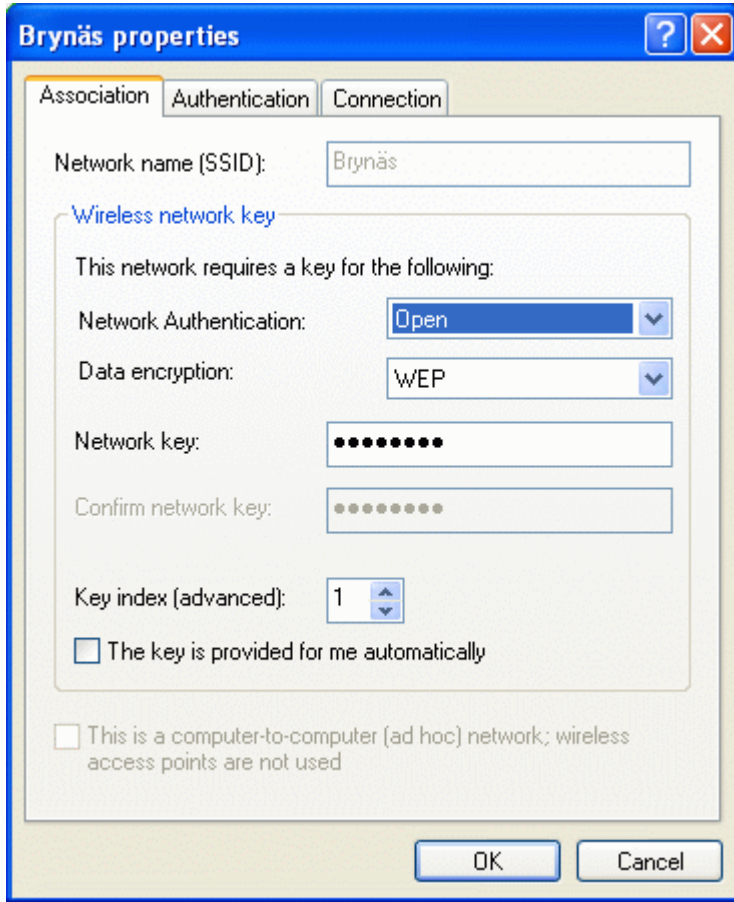 Brynäs properties
Association Authentication Connection
Network name (SSID): Brynäs
Wireless network key
This network requires a key for the following:
Network Authentication: Open
Data encryption: WEP
Network key: ••••••••
Confirm network key: ••••••••
Key index (advanced): 1
The key is provided for me automatically
This is a computer-to-computer (ad hoc) network; wireless
access points are not used
OK Cancel